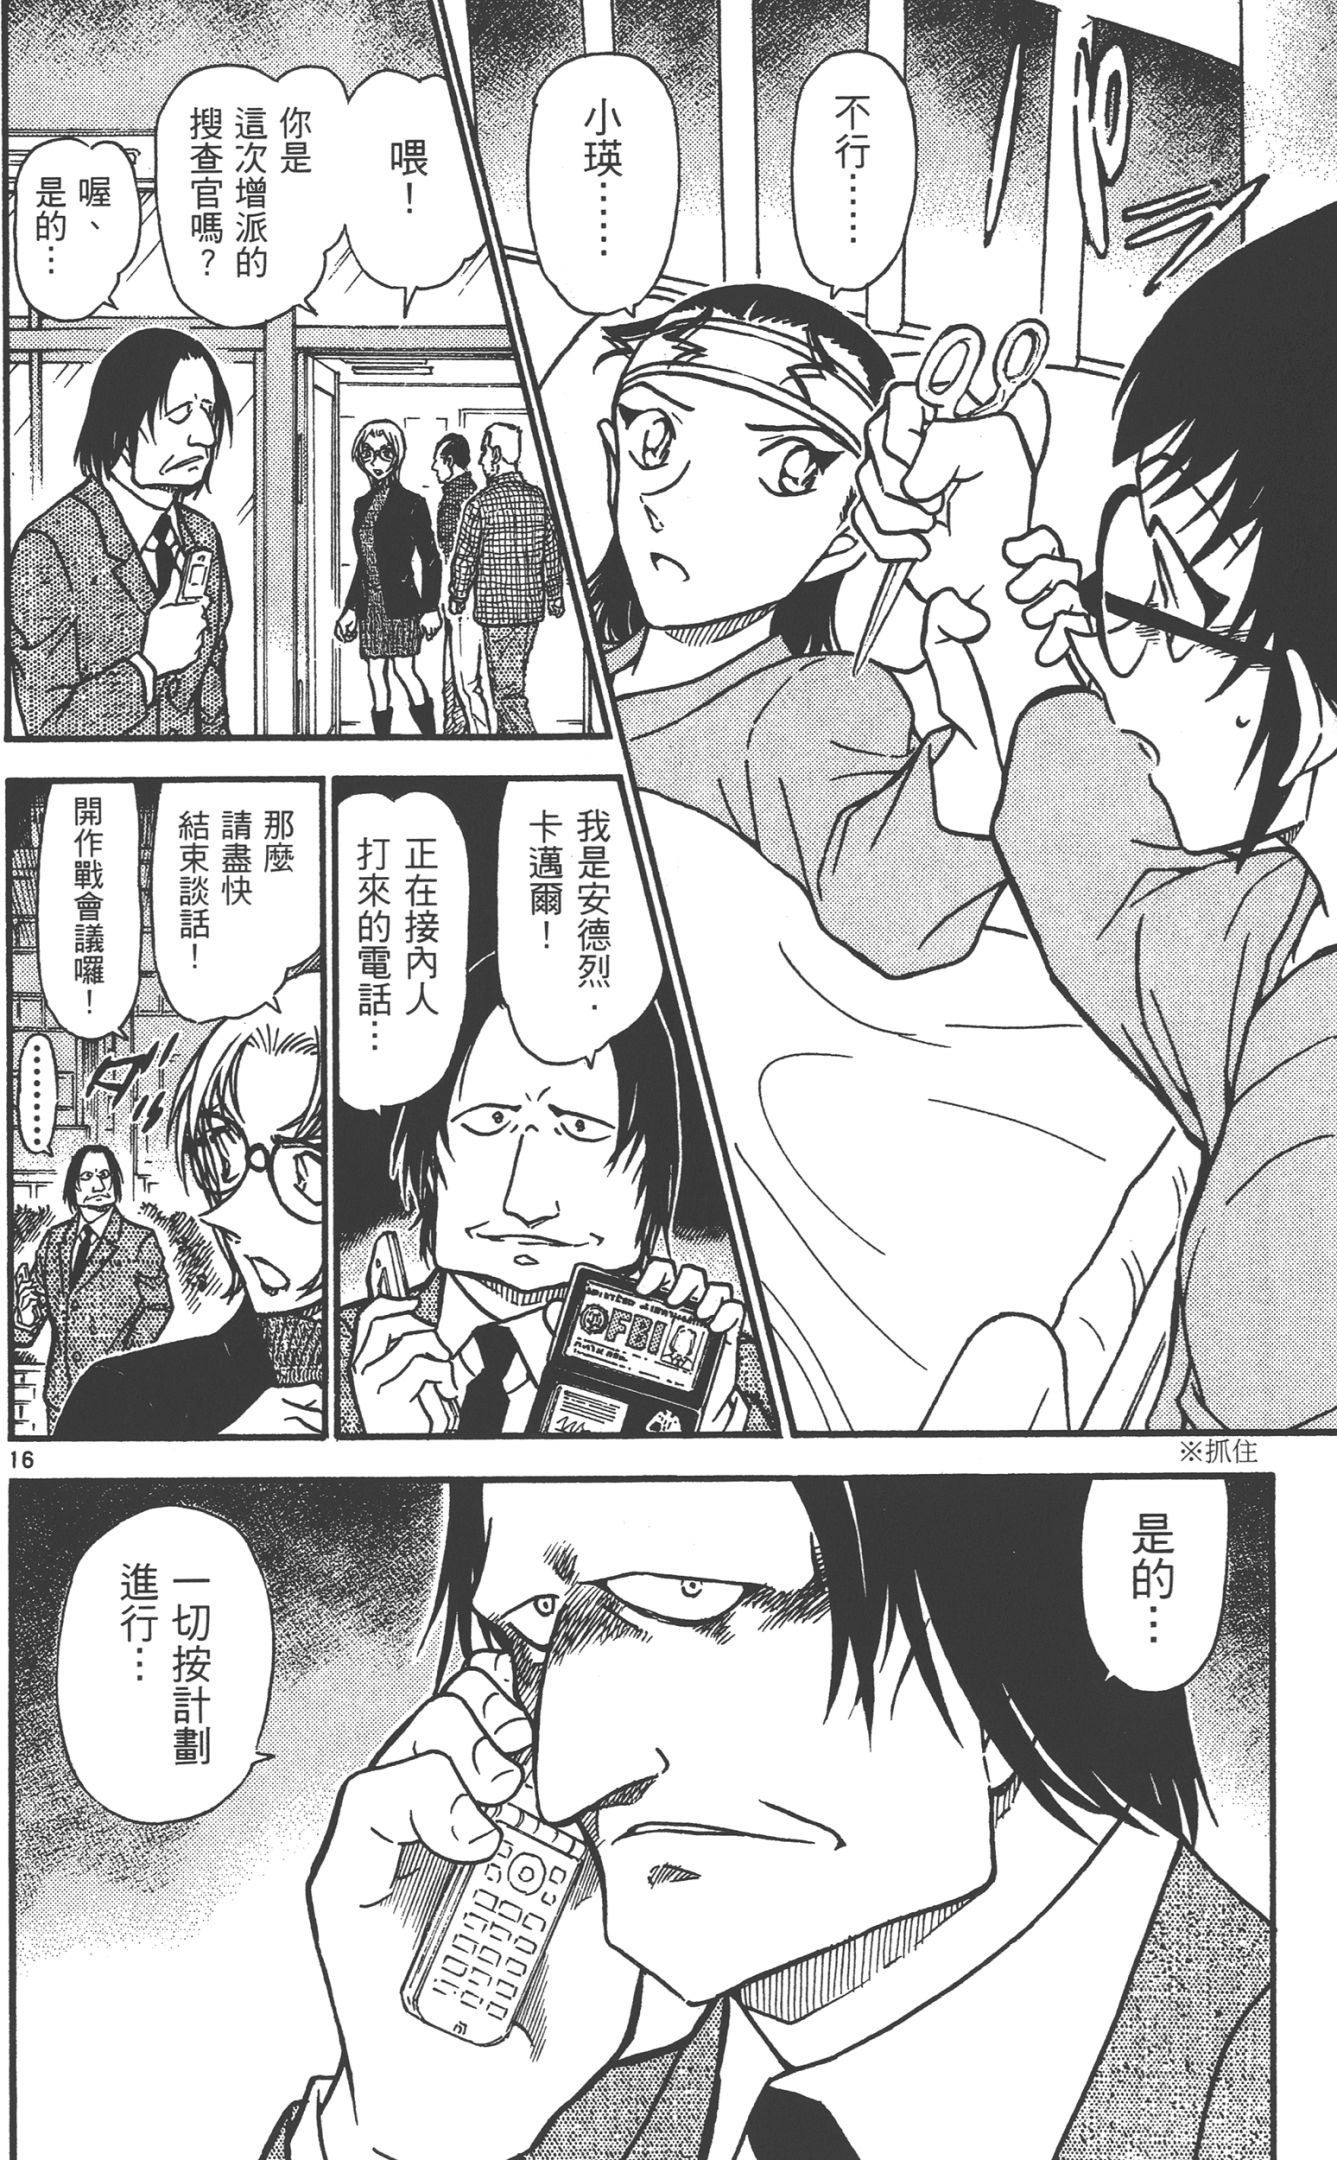 不行……
小瑛……
※抓住
喂！
你是
這次增派的
搜查官嗎？
喔、
是的…
我是安德烈．
卡邁爾！
正在接內人
打來的電話…
FBI
那麼
請盡快
結束談話！
開作戰會議囉！
………
16
是的…
一切按計劃
進行…